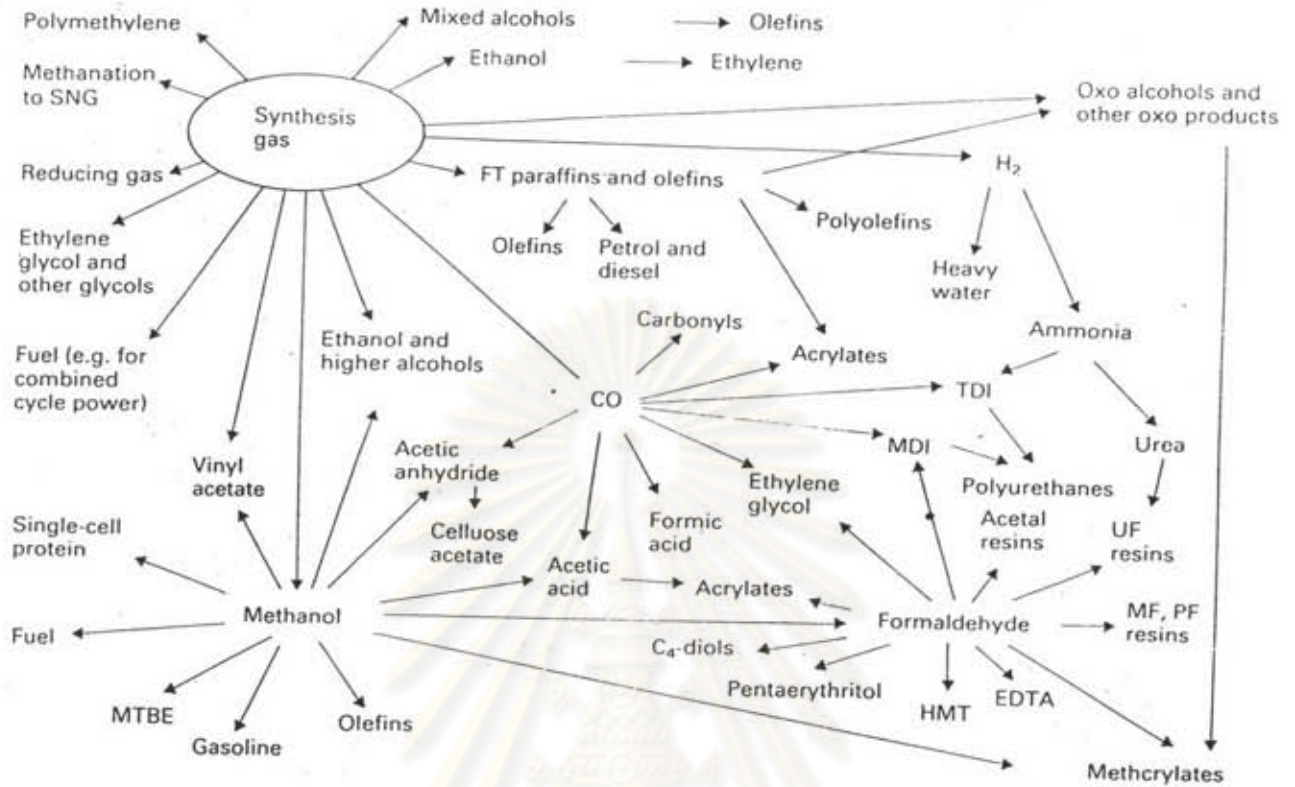 Polymethylene
Mixed alcohols
Olefins
Ethanol
Ethylene
Methanation
to SNG
Synthesis
gas
Oxo alcohols and
other oxo products
Reducing gas
FT paraffins and olefins
H₂
Ethylene
glycol and
other glycols
Olefins
Petrol and
diesel
Polyolefins
Heavy
water
Fuel (e.g. for
combined
cycle power)
Ethanol and
higher alcohols
Carbonyls
Acrylates
Ammonia
CO
TDI
Vinyl
acetate
Acetic
anhydride
MDI
Urea
Ethylene
glycol
Polyurethanes
Single-cell
protein
Celluose
acetate
Formic
acid
Acetal
resins
UF
resins
Acetic
acid
Acrylates
Methanol
Formaldehyde
MF, PF
resins
Fuel
C₄-diols
Pentaerythritol
HMT
EDTA
MTBE
Gasoline
Olefins
Methcrylates